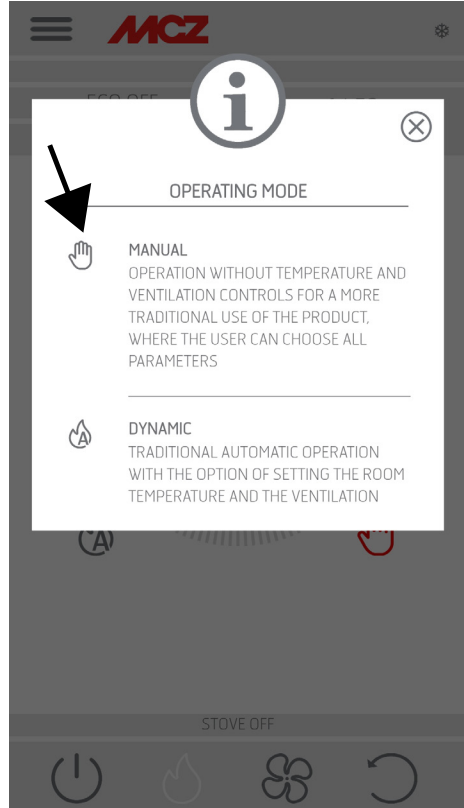 MCZ
OPERATING MODE
MANUAL
OPERATION WITHOUT TEMPERATURE AND
VENTILATION CONTROLS FOR A MORE
TRADITIONAL USE OF THE PRODUCT,
WHERE THE USER CAN CHOOSE ALL
PARAMETERS
DYNAMIC
TRADITIONAL AUTOMATIC OPERATION
WITH THE OPTION OF SETTING THE ROOM
TEMPERATURE AND THE VENTILATION
A
STOVE OFF